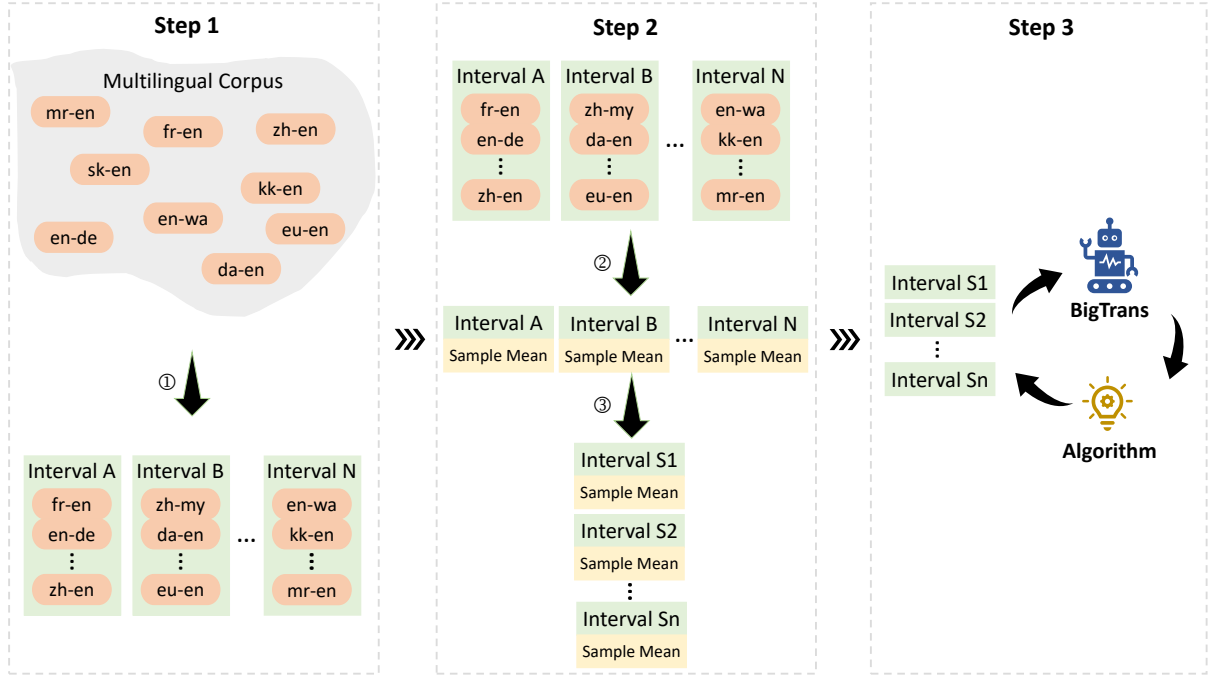 Step 1
Multilingual Corpus
mr-en
fr-en
zh-en
sk-en
kk-en
en-wa
eu-en
en-de
da-en
①
Interval A
fr-en
en-de
⋮
zh-en
Interval B
zh-my
da-en
⋮
eu-en
...
Interval N
en-wa
kk-en
⋮
mr-en
Step 2
Interval A
fr-en
en-de
⋮
zh-en
Interval B
zh-my
da-en
⋮
eu-en
...
Interval N
en-wa
kk-en
⋮
mr-en
②
Interval A
Sample Mean
Interval B
Sample Mean
...
Interval N
Sample Mean
③
Interval S1
Sample Mean
Interval S2
Sample Mean
⋮
Interval Sn
Sample Mean
Step 3
Interval S1
Interval S2
⋮
Interval Sn
BigTrans
Algorithm